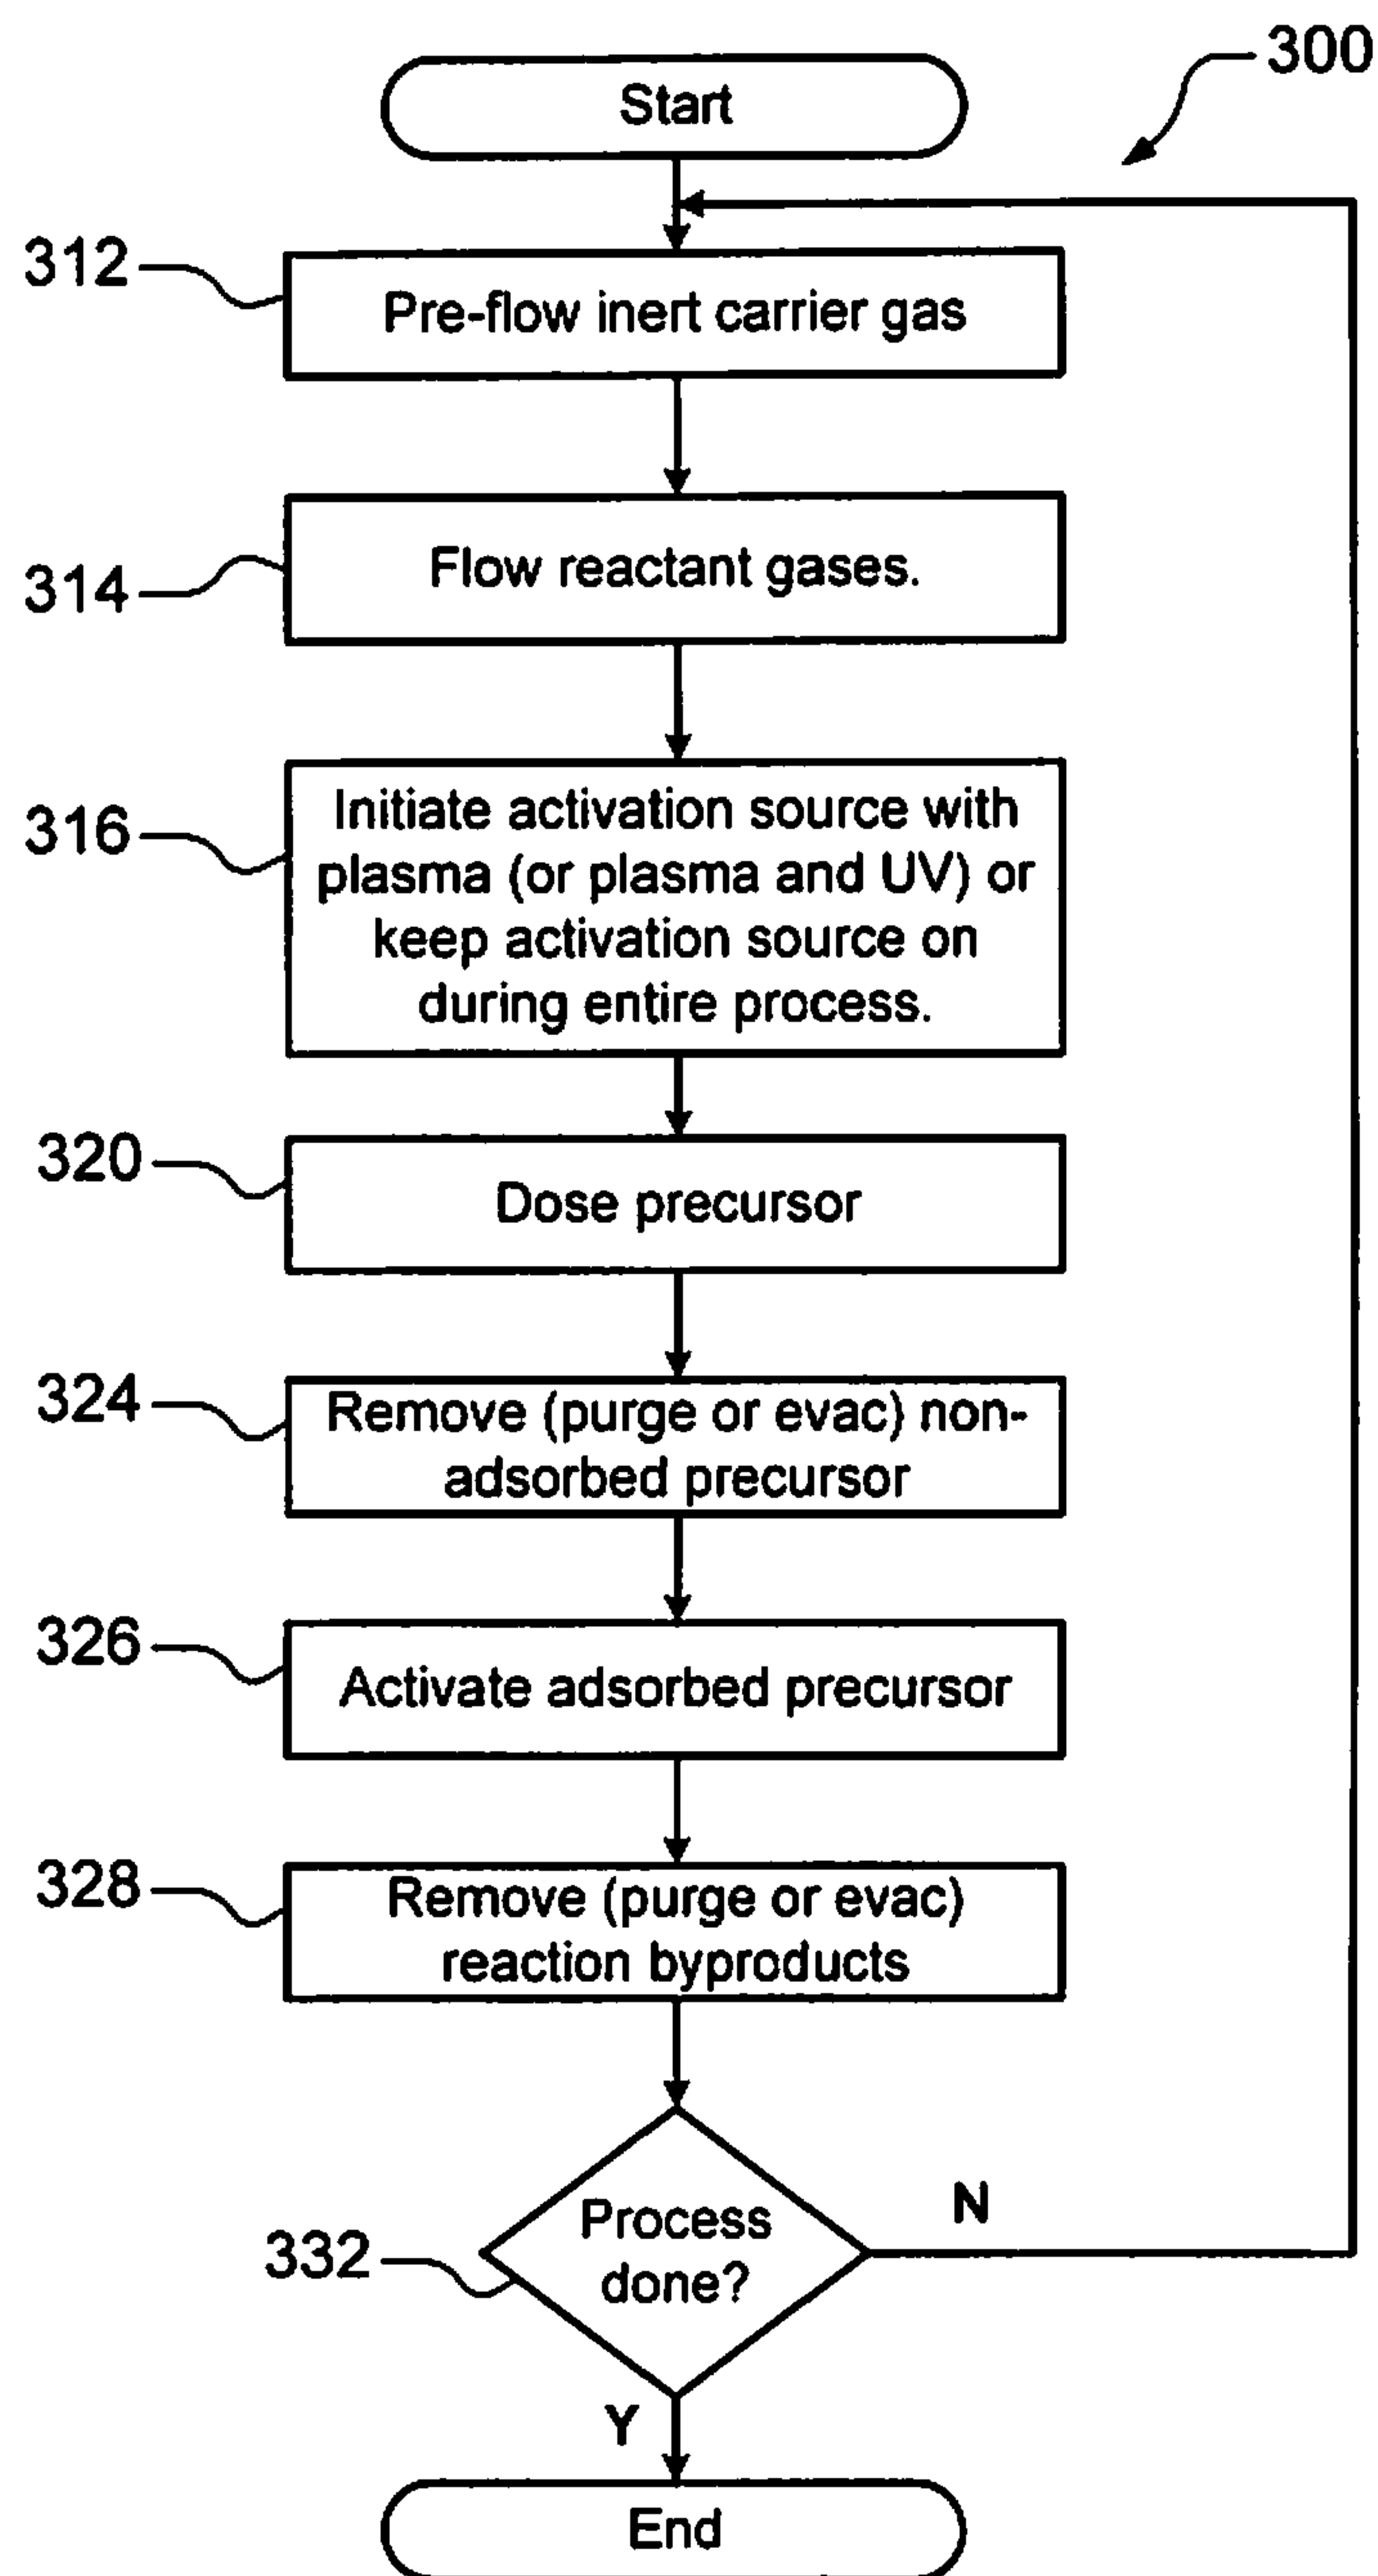 300
Start
312
Pre-flow inert carrier gas
314
Flow reactant gases.
316
Initiate activation source with
plasma (or plasma and UV) or
keep activation source on
during entire process.
320
Dose precursor
324
Remove (purge or evac) non-
adsorbed precursor
326
Activate adsorbed precursor
328
Remove (purge or evac)
reaction byproducts
332
Process
done?
N
Y
End